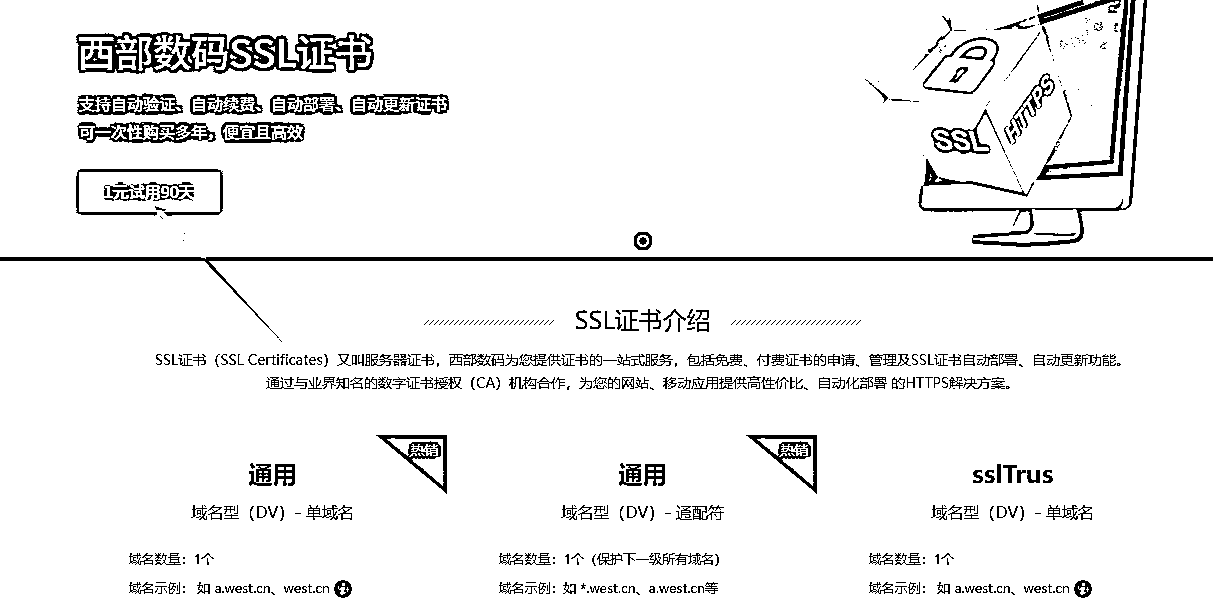 西部数码SSL证书
支持自动验证、自动续费、自动部署、自动更新证书
可一次性购买多年，便宜且高效
1元试用90天
SSL
HTTPS
SSL证书介绍
SSL证书（SSL Certificates）又叫服务器证书，西部数码为您提供证书的一站式服务，包括免费、付费证书的申请、管理及SSL证书自动部署、自动更新功能。
通过与业界知名的数字证书授权（CA）机构合作，为您的网站、移动应用提供高性价比、自动化部署 的HTTPS解决方案。
热销
通用
域名型（DV）- 单域名
域名数量：1个
域名示例： 如 a.west.cn、west.cn
热销
通用
域名型（DV）- 通配符
域名数量：1个（保护下一级所有域名）
域名示例：如 *.west.cn、a.west.cn等
sslTrus
域名型（DV）- 单域名
域名数量：1个
域名示例： 如 a.west.cn、west.cn